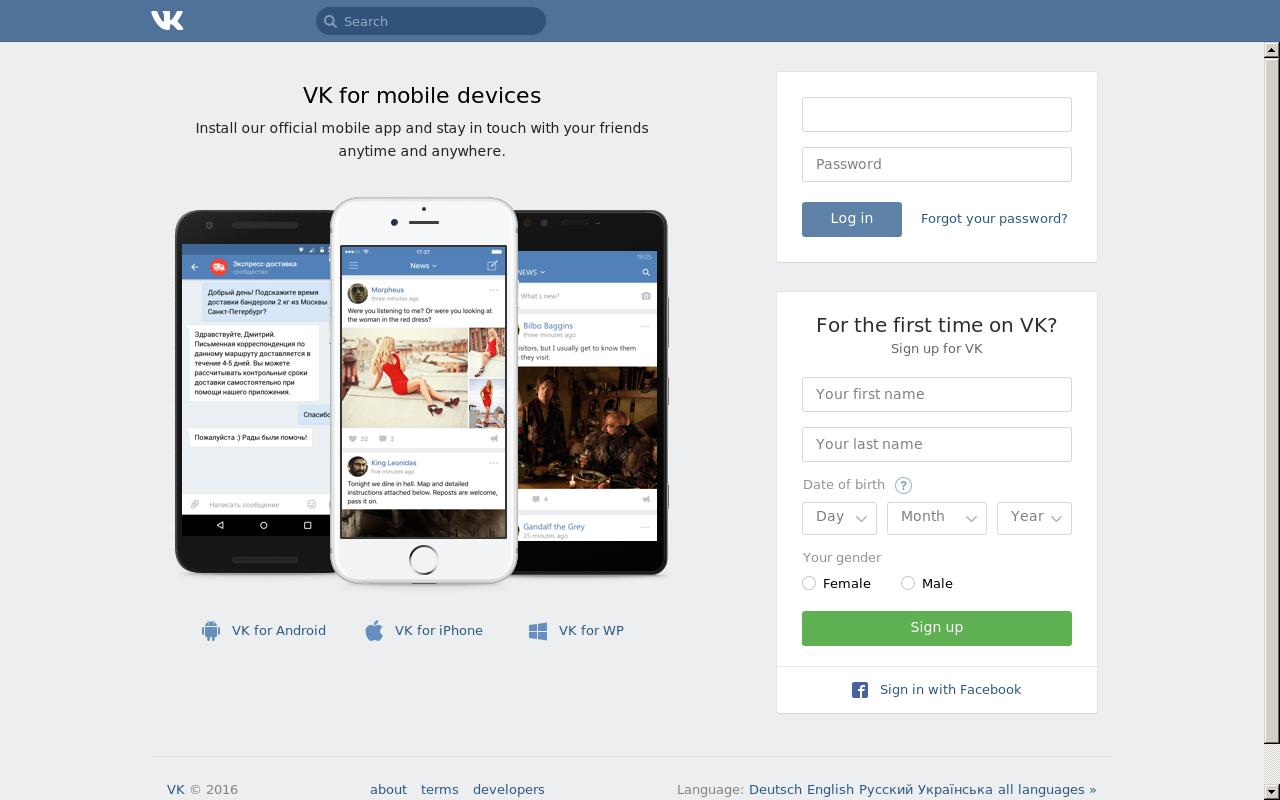 Search
VK for mobile devices
Install our official mobile app and stay in touch with your friends
anytime and anywhere.
Экспресс-доставка
сообщество
Добрый день! Подскажите время
доставки бандероли 2 кг из Москвы
Санкт-Петербург?
Здравствуйте, Дмитрий.
Письменная корреспонденция по
данному маршруту доставляется в
течение 4-5 дней. Вы можете
рассчитывать контрольные сроки
доставки самостоятельно при
помощи нашего приложения.
Спасибо
Пожалуйста :) Рады были помочь!
Написать сообщение
17:37
News
Morpheus
three minutes ago
Were you listening to me? Or were you looking at
the woman in the red dress?
32 2
King Leonidas
five minutes ago
Tonight we dine in hell. Map and detailed
instructions attached below. Reposts are welcome,
pass it on.
19:05
NEWS
What's new?
Bilbo Baggins
three minutes ago
isitors, but I usually get to know them
they visit.
4
Gandalf the Grey
15 minutes ago
VK for Android
VK for iPhone
VK for WP
Password
Log in
Forgot your password?
For the first time on VK?
Sign up for VK
Your first name
Your last name
Date of birth ?
Day Month Year
Your gender
Female Male
Sign up
Sign in with Facebook
VK © 2016 about terms developers Language: Deutsch English Русский Українська all languages »